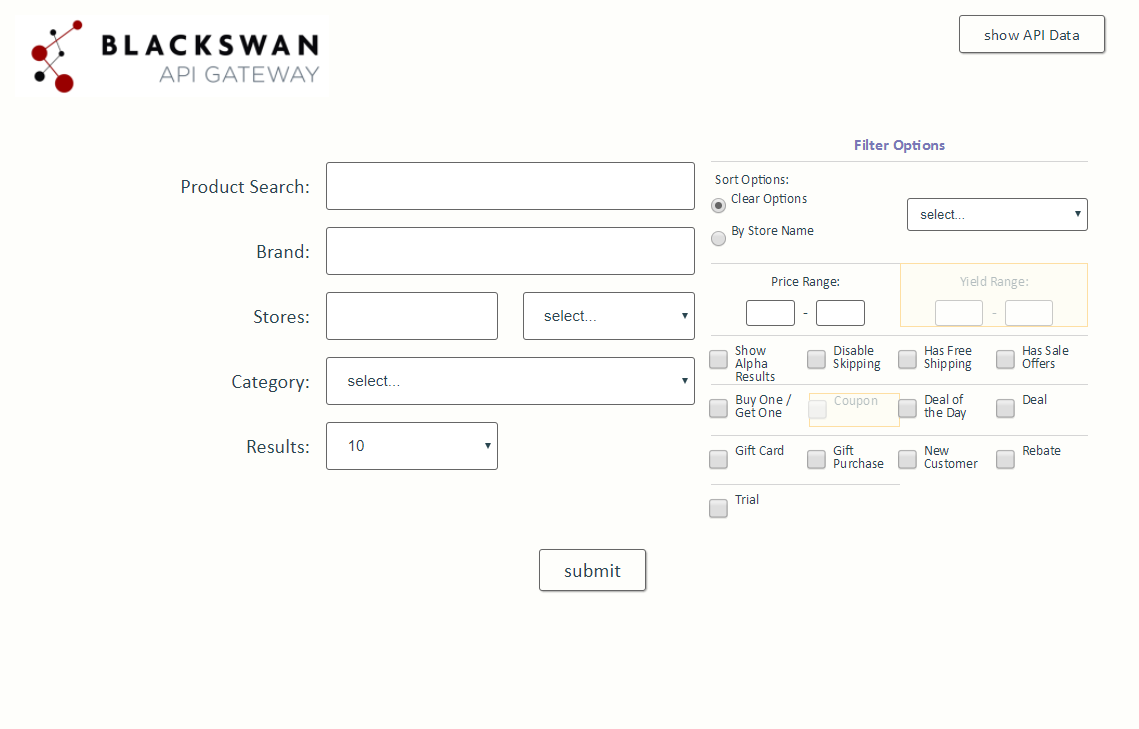 BLACKSWAN
API GATEWAY
show API Data
Filter Options
Product Search:
Sort Options:
Clear Options
select...
By Store Name
Brand:
Price Range:
Yield Range:
-
-
Stores:
select...
Show
Alpha
Results
Disable
Skipping
Has Free
Shipping
Has Sale
Offers
Category:
select...
Buy One /
Get One
Coupon
Deal of
the Day
Deal
Results:
10
Gift Card
Gift
Purchase
New
Customer
Rebate
Trial
submit